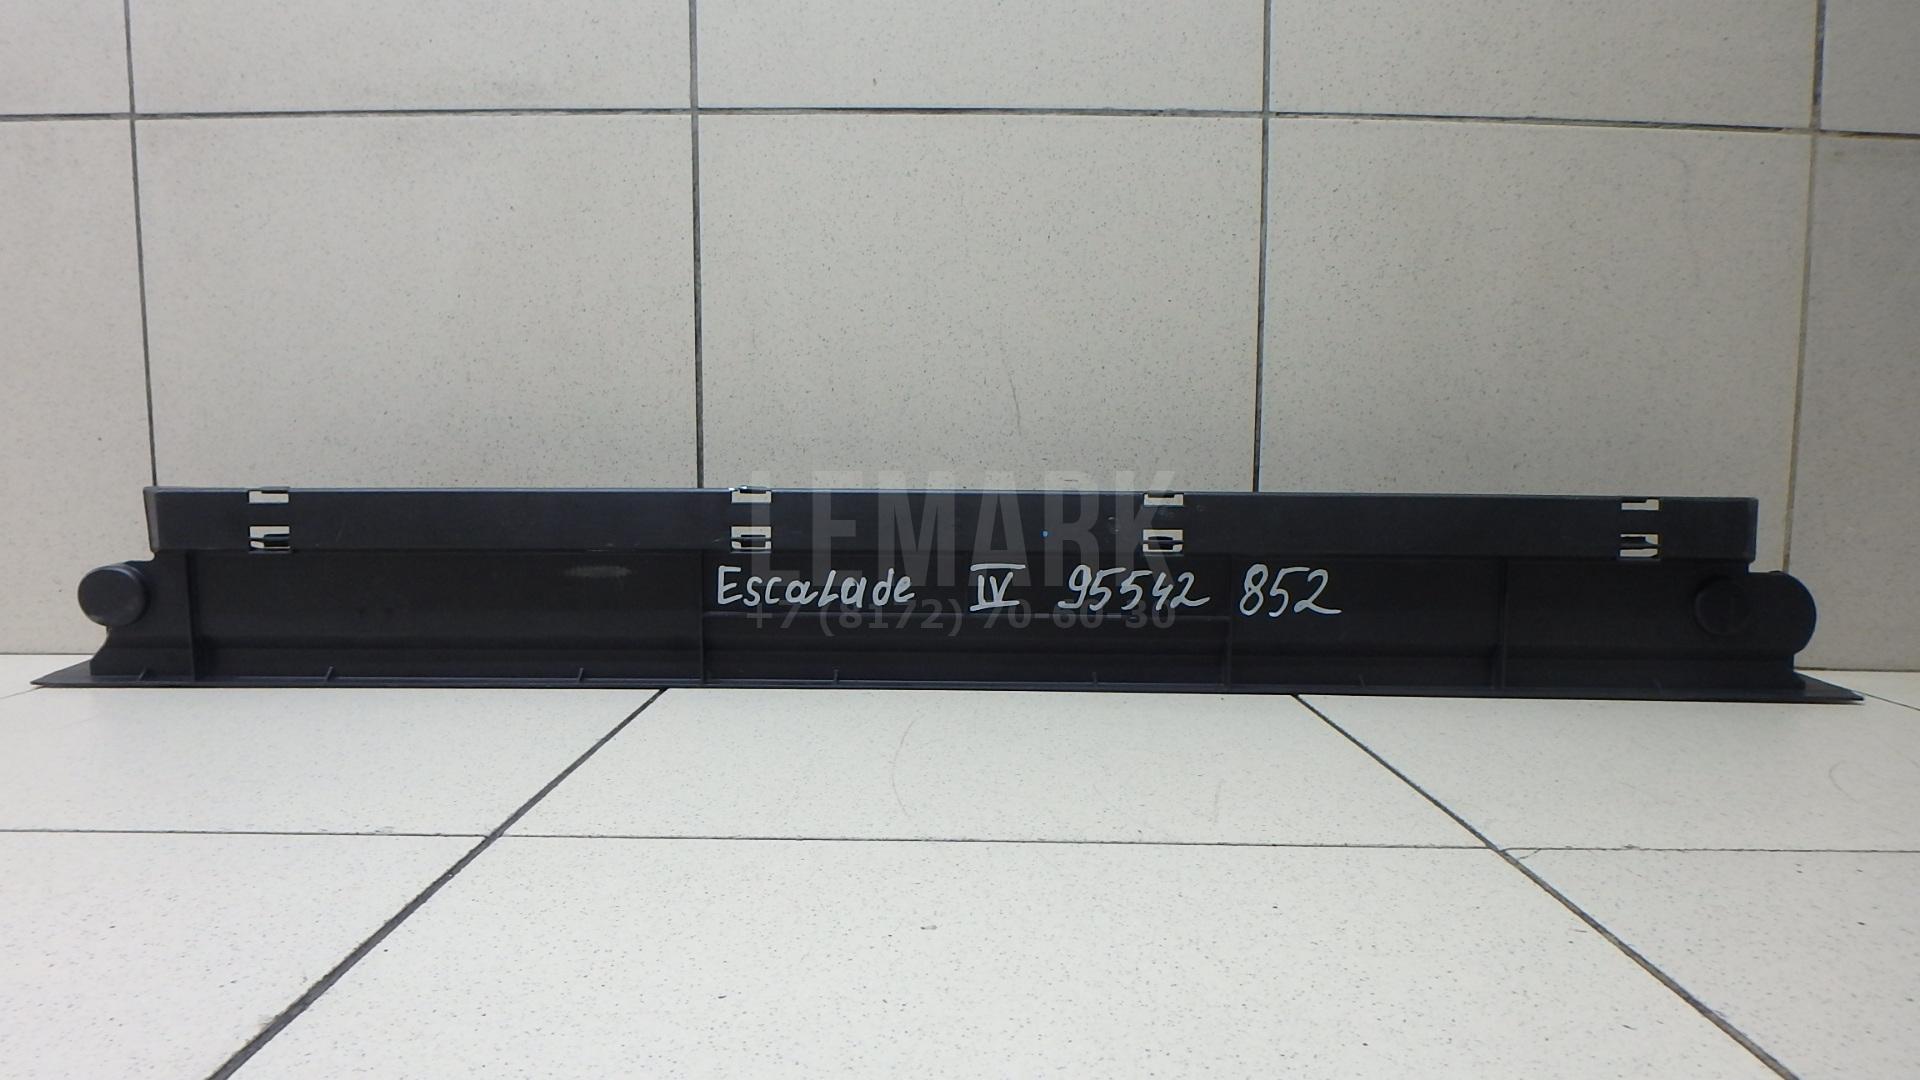 LEMARK
Escalade IV 95542 852
+7 (8172) 70-60-30